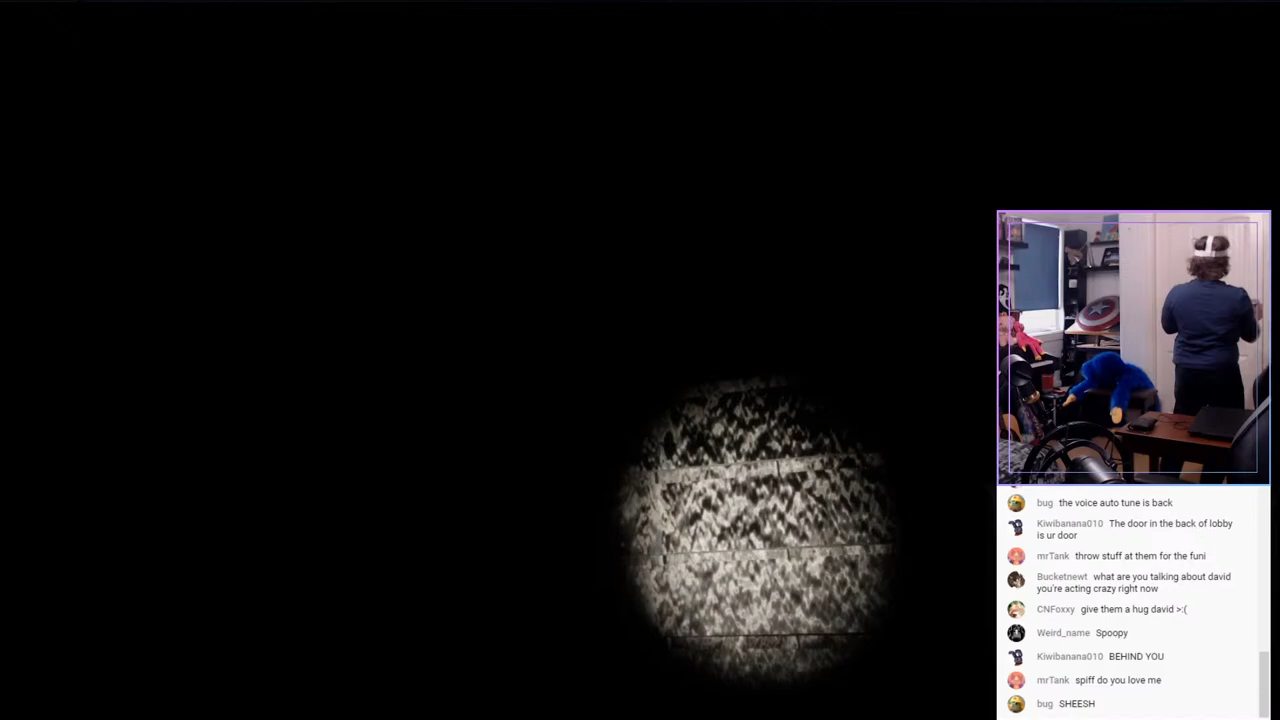 bug the voice auto tune is back
Kiwibanana010 The door in the back of lobby
is ur door
mrTank throw stuff at them for the funi
Bucketnewt what are you talking about david
you're acting crazy right now
CNFoxxy give them a hug david >:(
Weird_name Spoopy
Kiwibanana010 BEHIND YOU
mrTank spiff do you love me
bug SHEESH